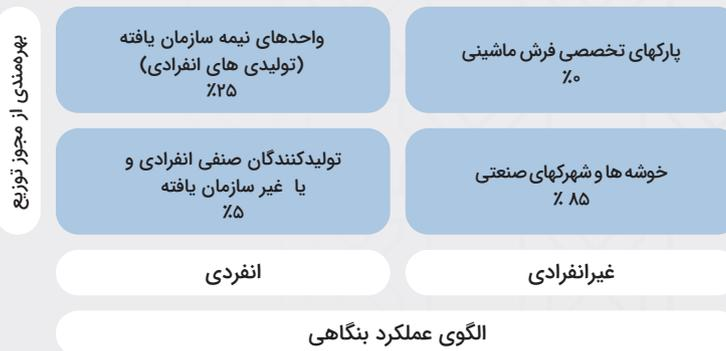 بهره‌مندی از مجوز توزیع
پارکهای تخصصی فرش ماشینی
٪۰
واحدهای نیمه سازمان یافته
(تولیدی های انفرادی)
٪۲۵
خوشه ها و شهرکهای صنعتی
٪ ۸۵
تولیدکنندگان صنفی انفرادی و
یا غیر سازمان یافته
٪۵
غیرانفرادی
انفردی
الگوی عملکرد بنگاهی